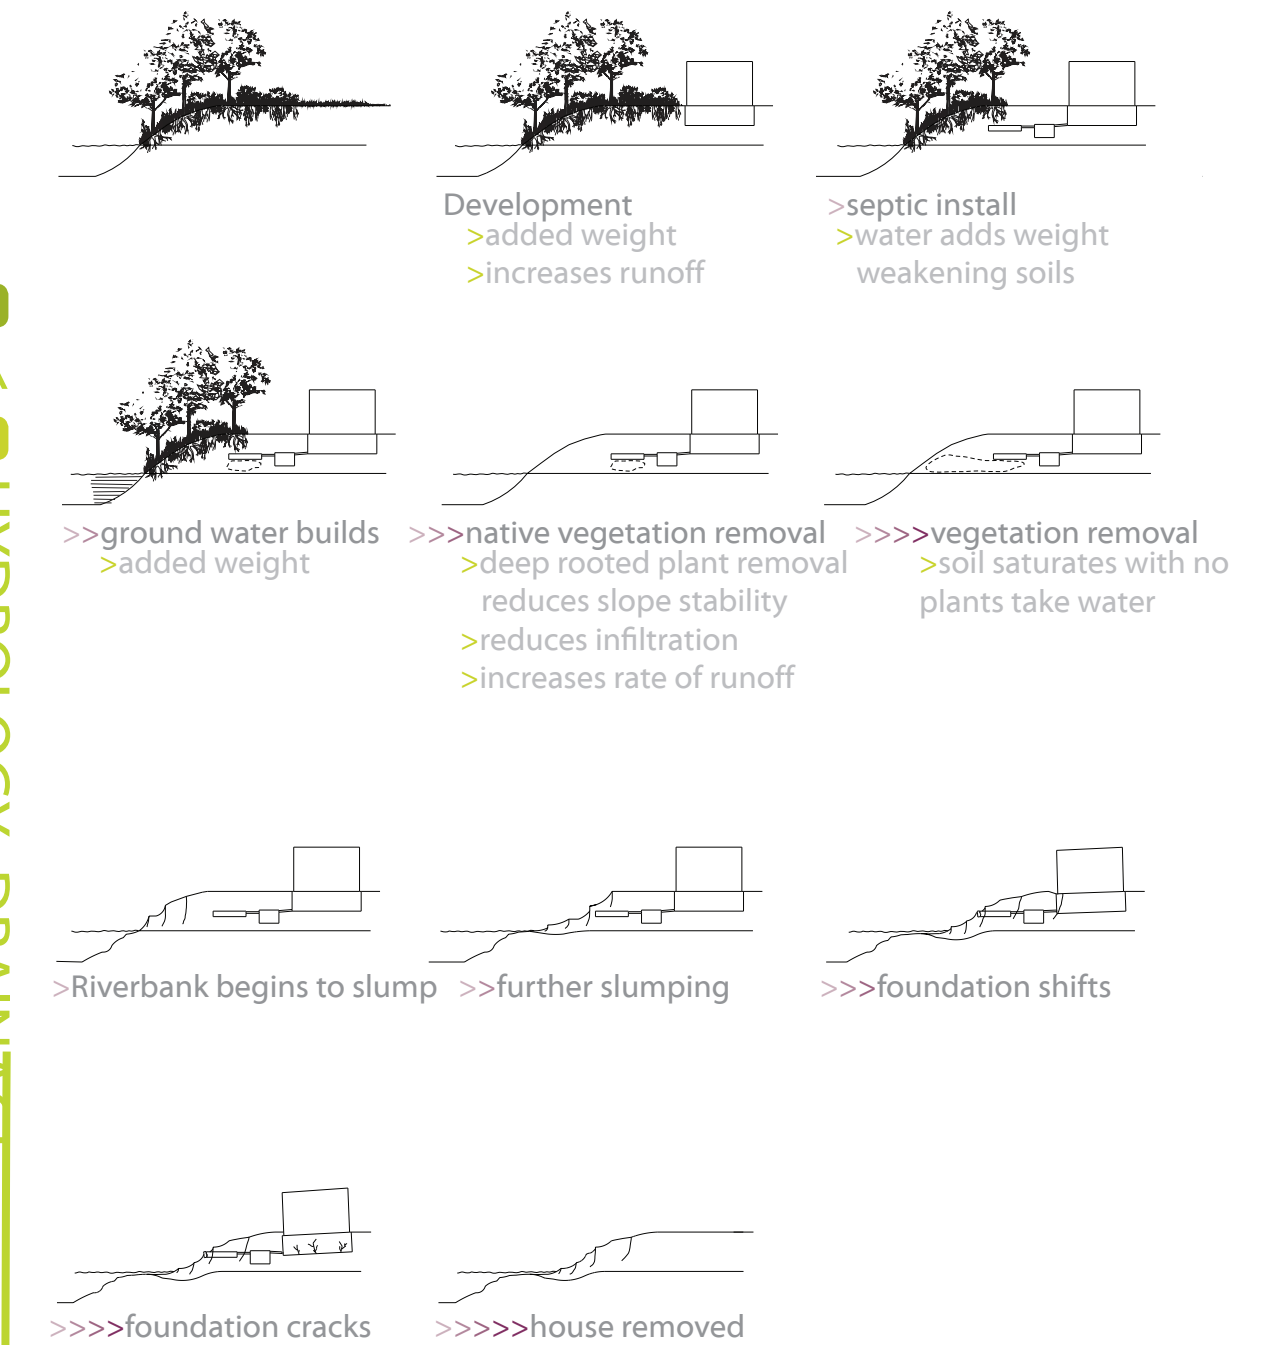 Development
>added weight
>increases runoff
>septic install
>water adds weight
weakening soils
>>ground water builds
>added weight
>>>native vegetation removal
>deep rooted plant removal
reduces slope stability
>reduces infiltration
>increases rate of runoff
>>>>vegetation removal
>soil saturates with no
plants take water
>Riverbank begins to slump
>>further slumping
>>>foundation shifts
>>>>foundation cracks
>>>>>house removed